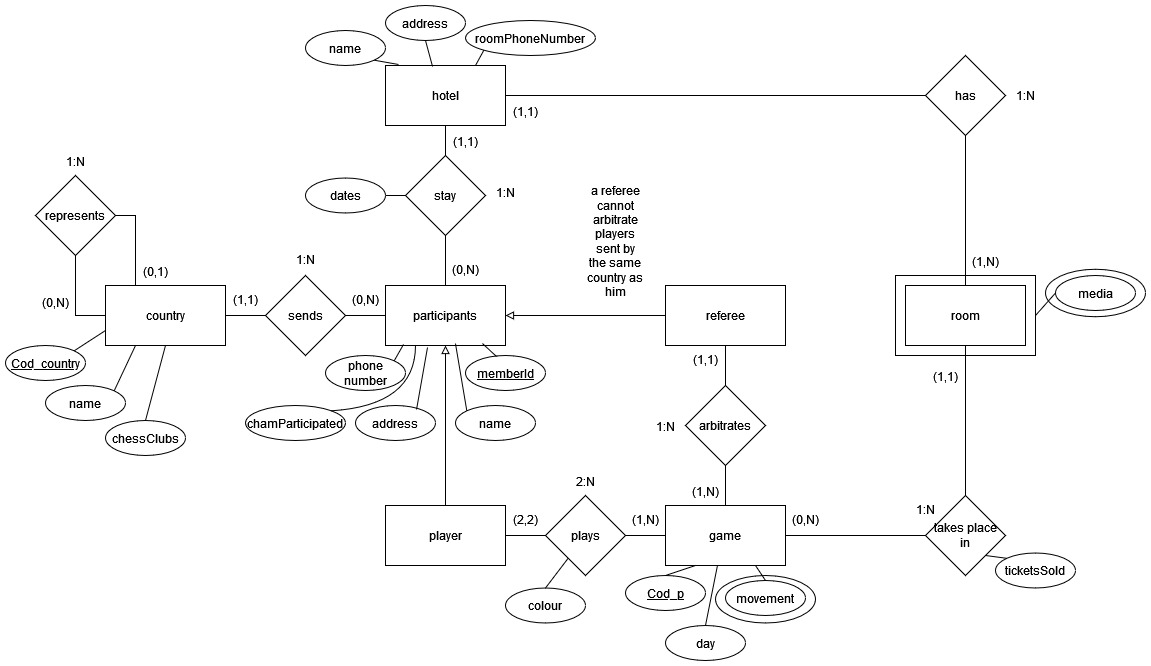 address
name
roomPhoneNumber
hotel
has
1:N
(1,1)
(1,1)
1:N
represents
dates
stay
1:N
a referee
cannot
arbitrate
players
sent by
the same
country as
him
(0,1)
(0,N)
1:N
(0,N)
(1,N)
country
(1,1)
sends
(0,N)
participants
referee
room
media
Cod_country
name
chessClubs
phone
number
memberId
chamParticipated
address
name
(1,1)
1:N
arbitrates
(1,N)
(1,1)
2:N
player
(2,2)
plays
(1,N)
game
(0,N)
1:N
takes place
in
ticketsSold
colour
Cod_p
movement
day